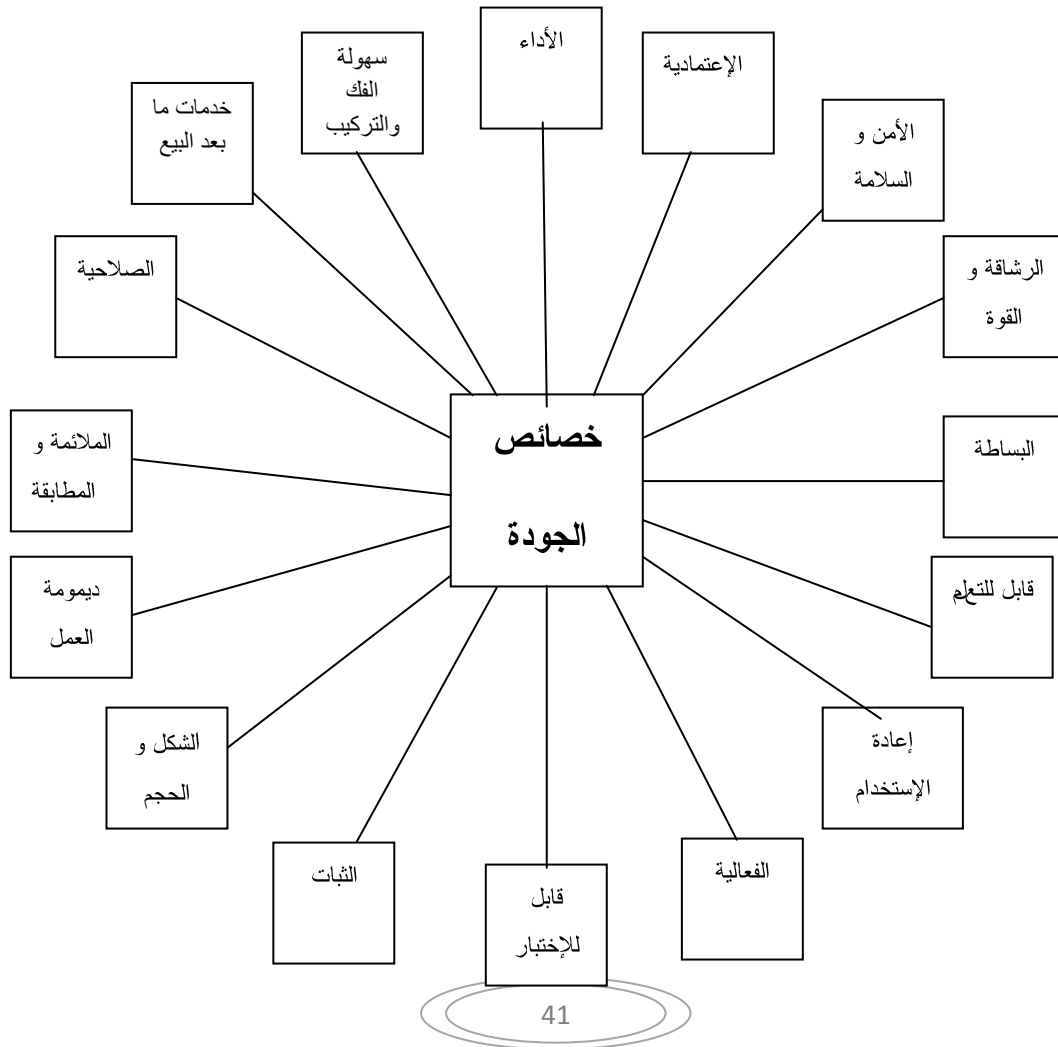 الأداء
الإعتمادية
سهولة
الفك
والتركيب
خدمات ما
بعد البيع
الأمن و
السلامة
الرشاقة و
القوة
الصلاحية
خصائص
الجودة
الملائمة و
المطابقة
البساطة
ديمومة
العمل
قابل للتعلم
الشكل و
الحجم
إعادة
الإستخدام
الثبات
قابل
للإختبار
الفعالية
41